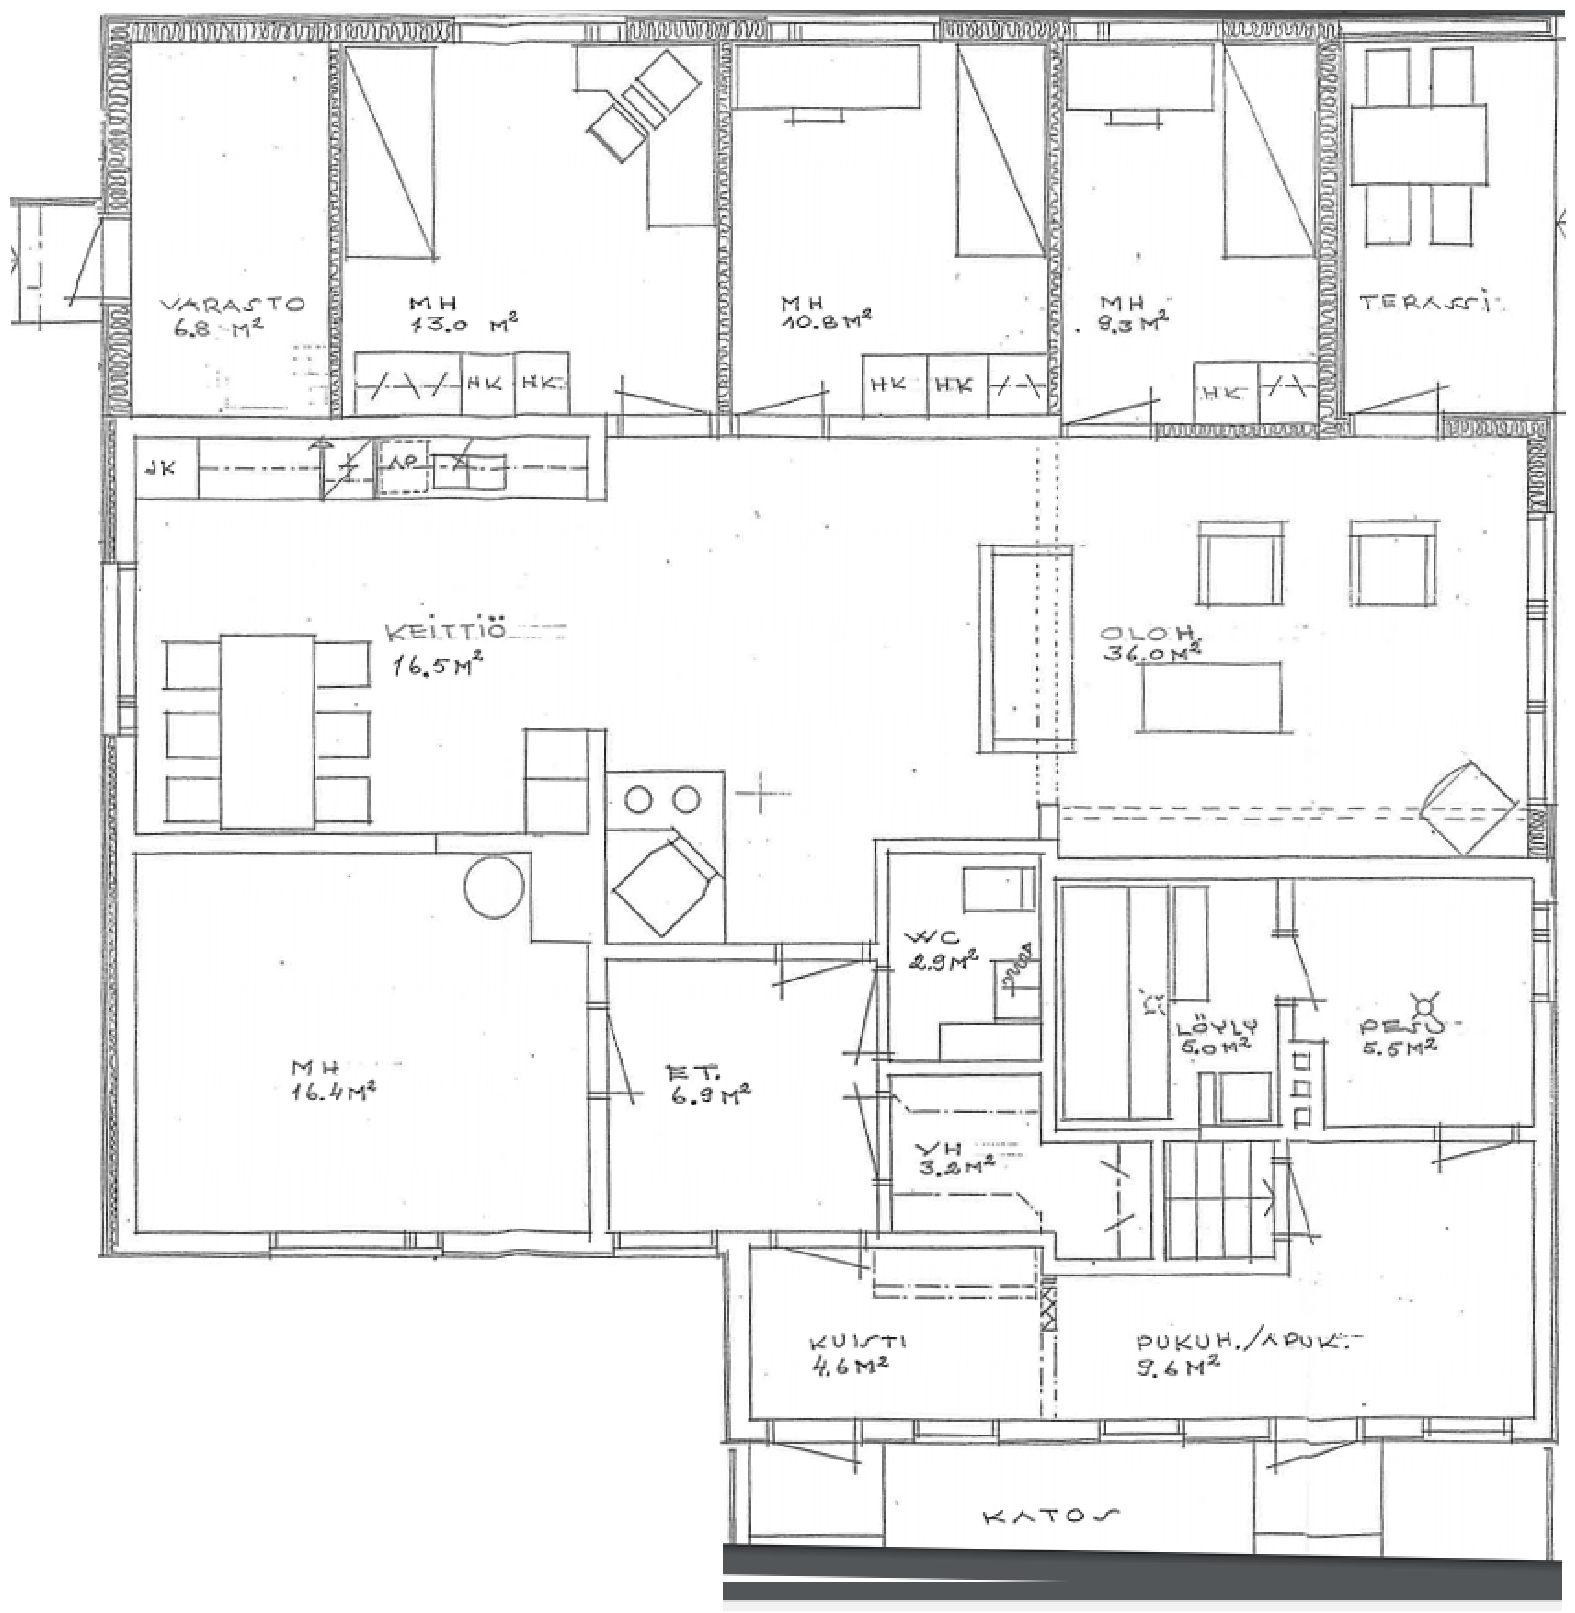 VARASTO
6.8 M²
MH
13.0 M²
MH
10.8 M²
MH
9.3 M²
TERASSI
HK HK
HK HK
HK
JK
AP
KEITTIÖ
16.5 M²
OLOH.
36.0 M²
WC
2.9 M²
LÖYLY
5.0 M²
PESU
5.5 M²
MH
16.4 M²
ET.
6.9 M²
VH
3.2 M²
KUISTI
4.6 M²
PUKUH./APUK.
9.6 M²
KATOS